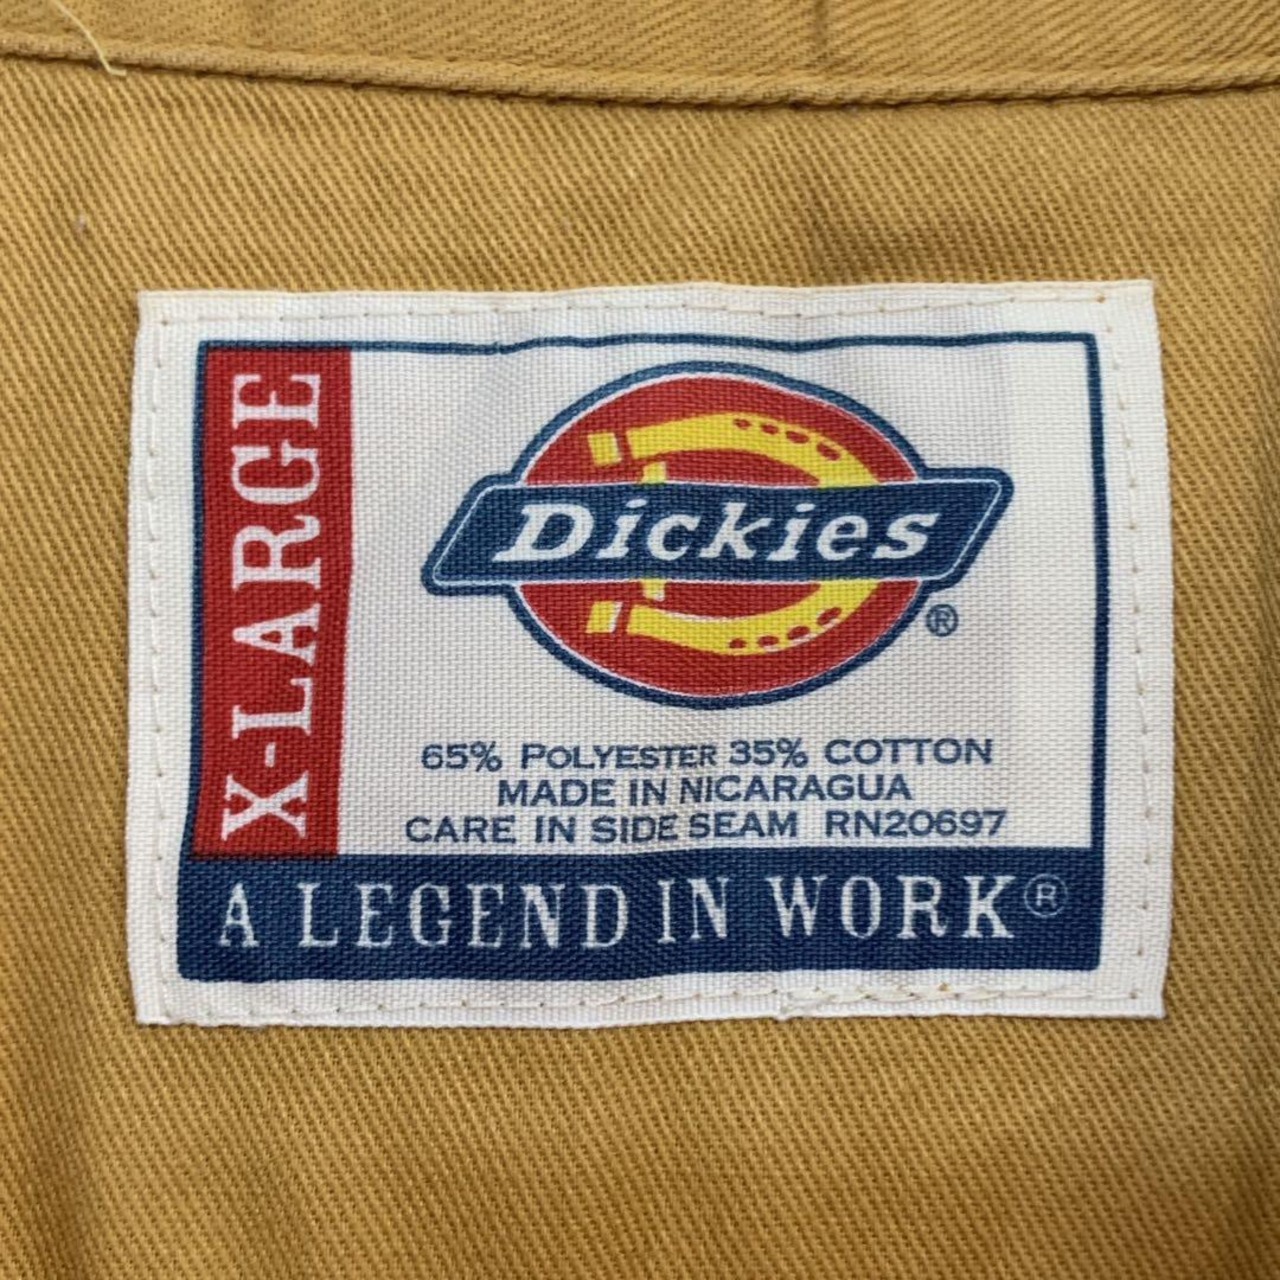 X-LARGE
Dickies®
65% POLYESTER 35% COTTON
MADE IN NICARAGUA
CARE IN SIDE SEAM RN20697
A LEGEND IN WORK®